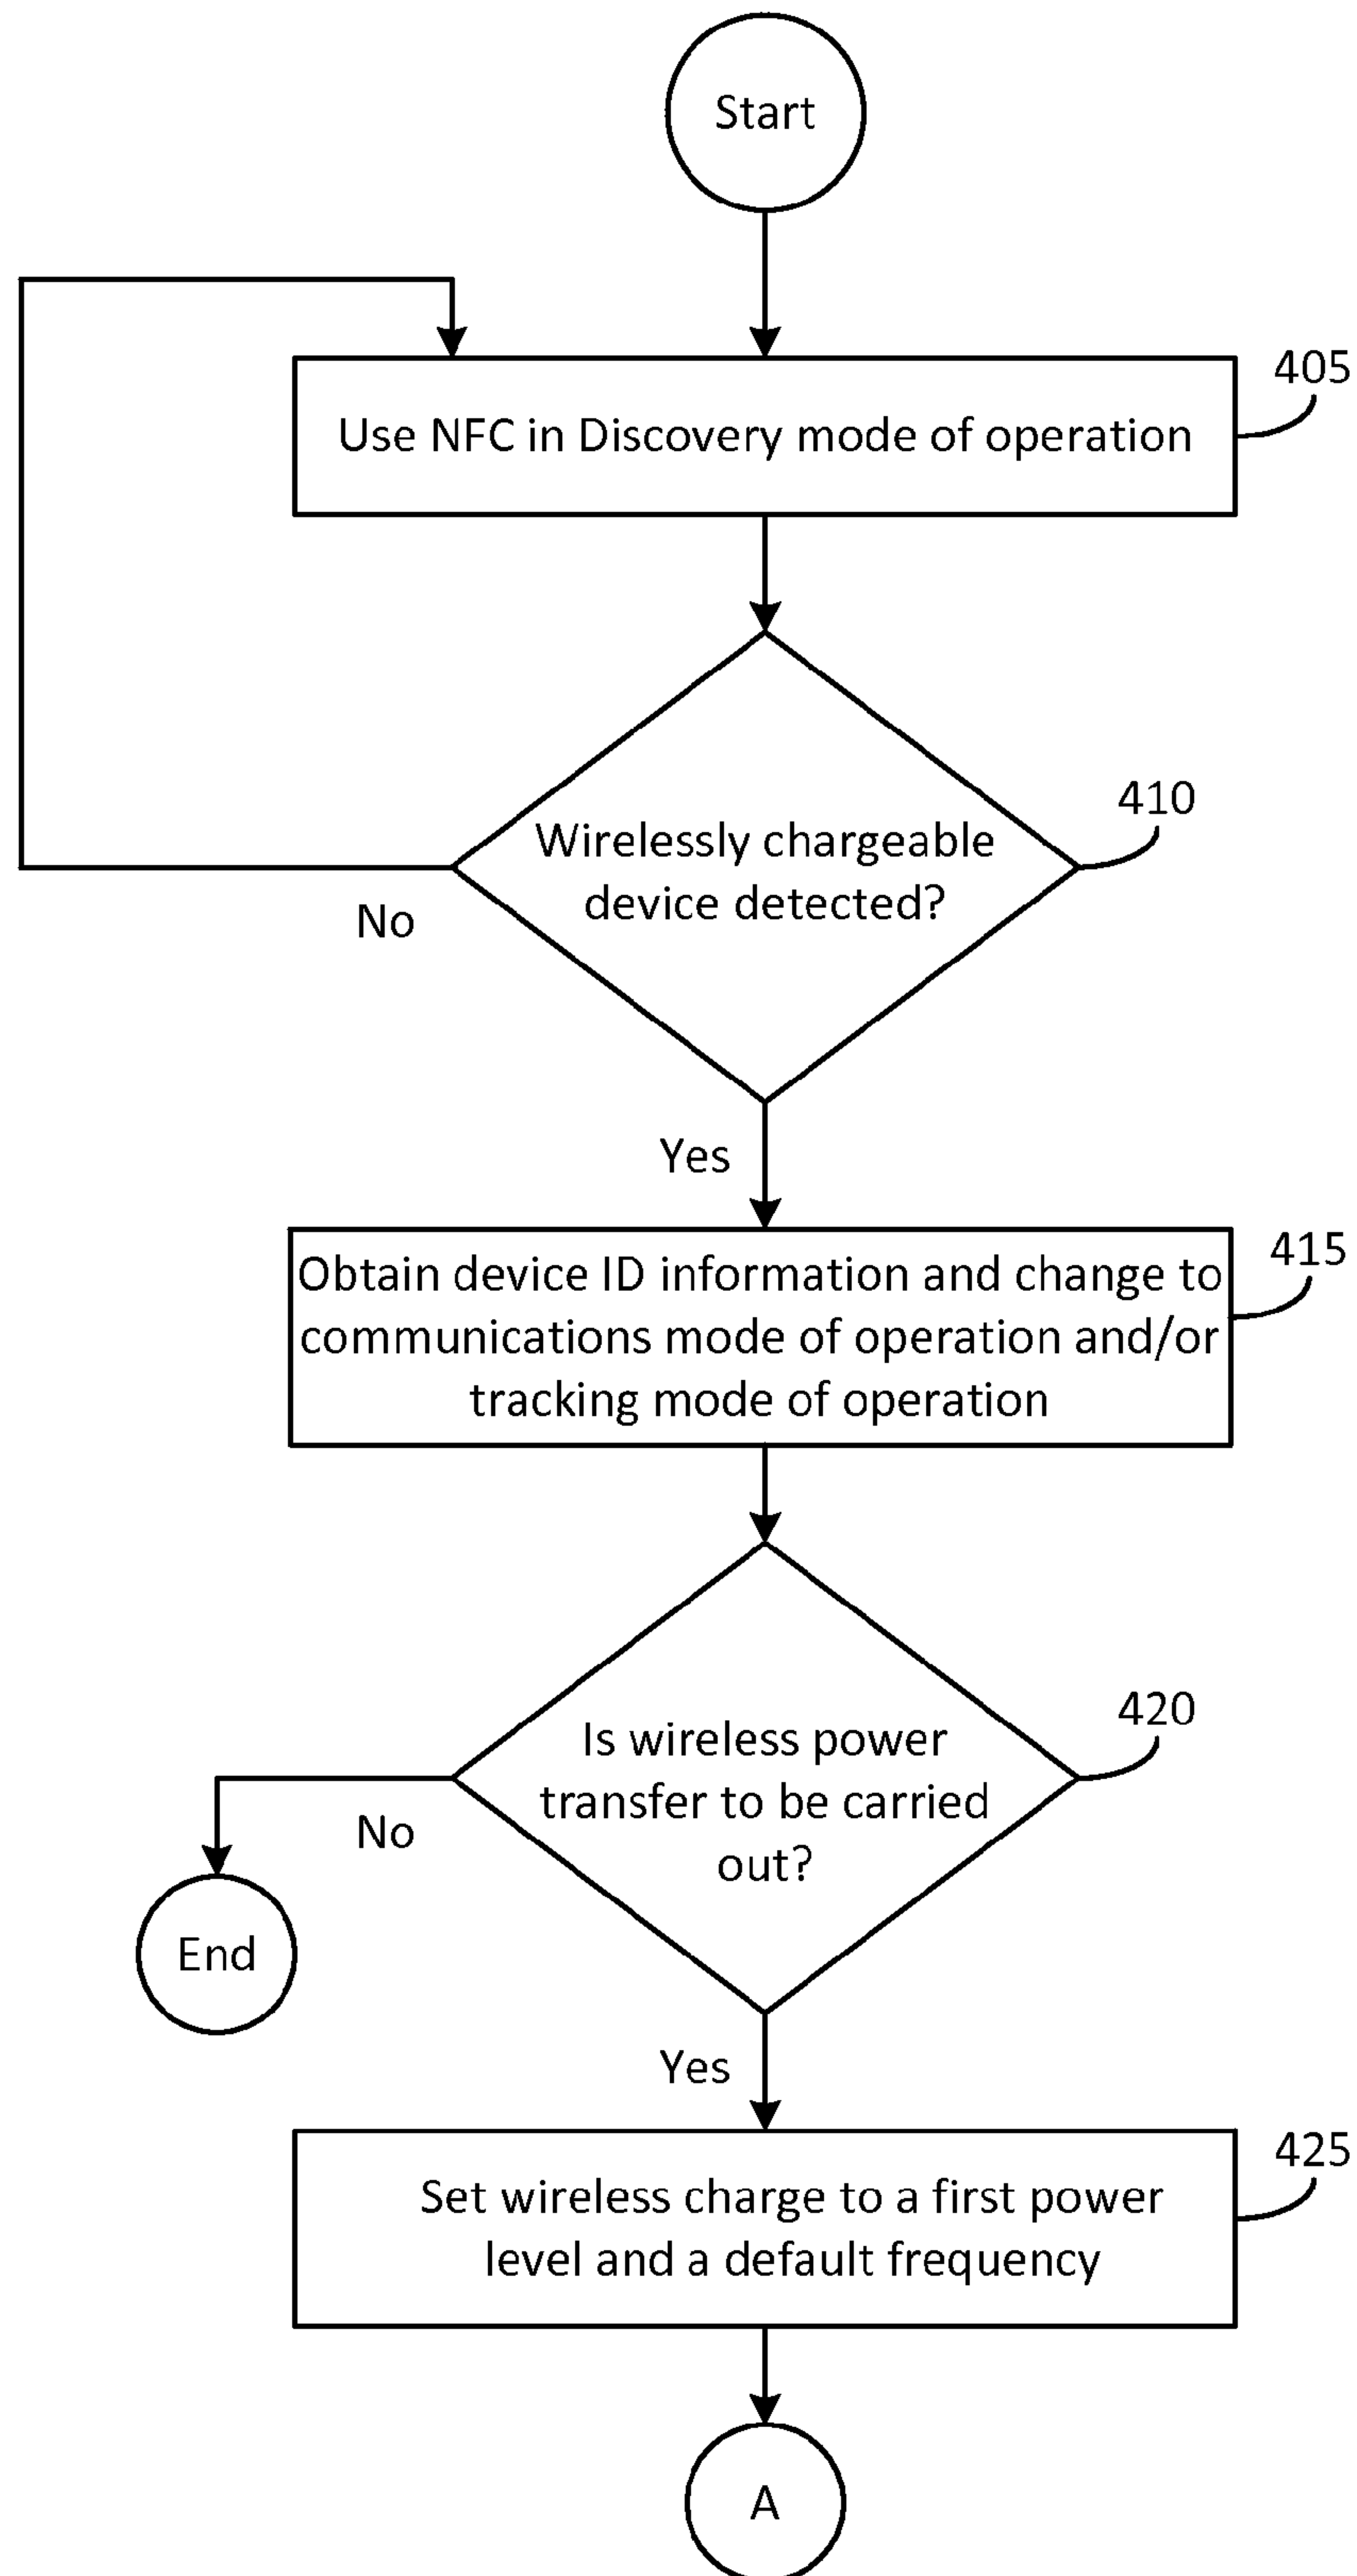 Start
405
Use NFC in Discovery mode of operation
410
Wirelessly chargeable
device detected?
No
Yes
415
Obtain device ID information and change to
communications mode of operation and/or
tracking mode of operation
420
Is wireless power
transfer to be carried
out?
No
End
Yes
425
Set wireless charge to a first power
level and a default frequency
A